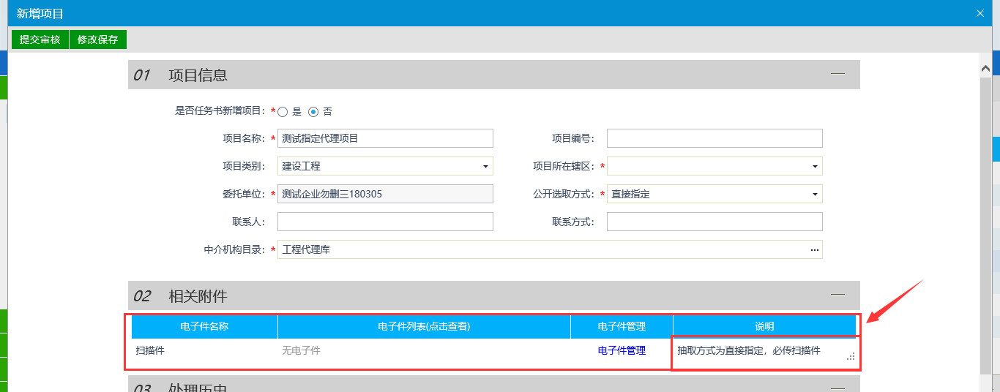 新增项目
提交审核 修改保存
01 项目信息
是否任务书新增项目: * 是 否
项目名称: * 测试指定代理项目 项目编号:
项目类别: 建设工程 项目所在辖区: *
委托单位: * 测试企业勿删三180305 公开选取方式: * 直接指定
联系人: 联系方式:
中介机构目录: * 工程代理库 ...
02 相关附件
电子件名称 电子件列表(点击查看) 电子件管理 说明
扫描件 无电子件 电子件管理 抽取方式为直接指定，必传扫描件
03 处理历史